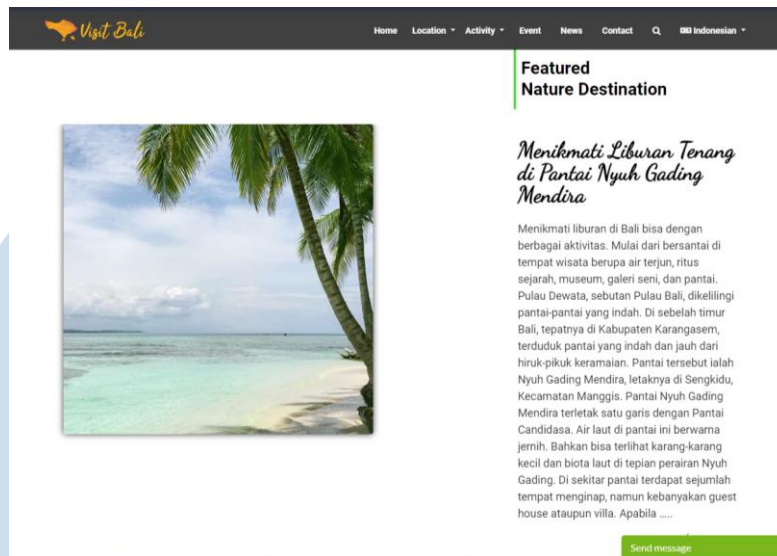 Visit Bali
Home Location Activity Event News Contact Indonesian
Featured
Nature Destination
Menikmati Liburan Tenang
di Pantai Nyuh Gading
Mendira
Menikmati liburan di Bali bisa dengan
berbagai aktivitas. Mulai dari bersantai di
tempat wisata berupa air terjun, ritus
sejarah, museum, galeri seni, dan pantai.
Pulau Dewata, sebutan Pulau Bali, dikelilingi
pantai-pantai yang indah. Di sebelah timur
Bali, tepatnya di Kabupaten Karangasem,
terduduk pantai yang indah dan jauh dari
hiruk-pikuk keramaian. Pantai tersebut ialah
Nyuh Gading Mendira, letaknya di Sengkidu,
Kecamatan Manggis. Pantai Nyuh Gading
Mendira terletak satu garis dengan Pantai
Candidasa. Air laut di pantai ini berwarna
jernih. Bahkan bisa terlihat karang-karang
kecil dan biota laut di tepian perairan Nyuh
Gading. Di sekitar pantai terdapat sejumlah
tempat menginap, namun kebanyakan guest
house ataupun villa. Apabila .....
Send message